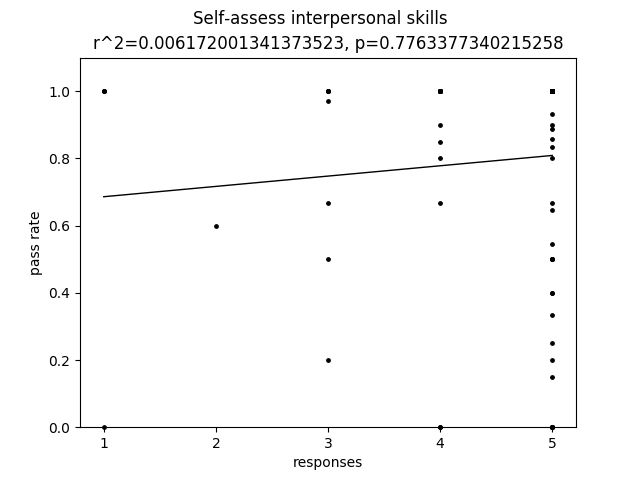 Self-assess interpersonal skills
r^2=0.006172001341373523, p=0.7763377340215258
1.0
0.8
0.6
0.4
0.2
0.0
pass rate
1 2 3 4 5
responses